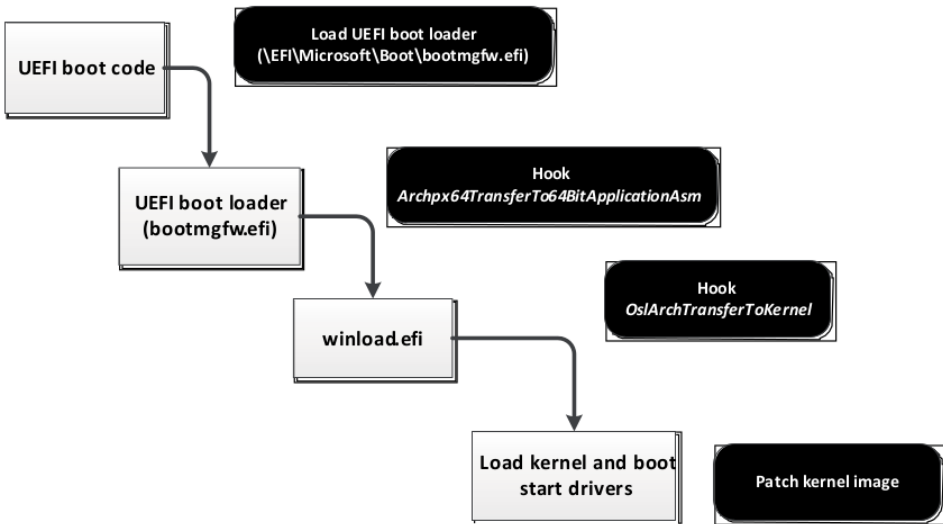 UEFI boot code
Load UEFI boot loader
(\EFI\Microsoft\Boot\bootmgfw.efi)
UEFI boot loader
(bootmgfw.efi)
Hook
Archpx64TransferTo64BitApplicationAsm
winload.efi
Hook
OslArchTransferToKernel
Load kernel and boot
start drivers
Patch kernel image